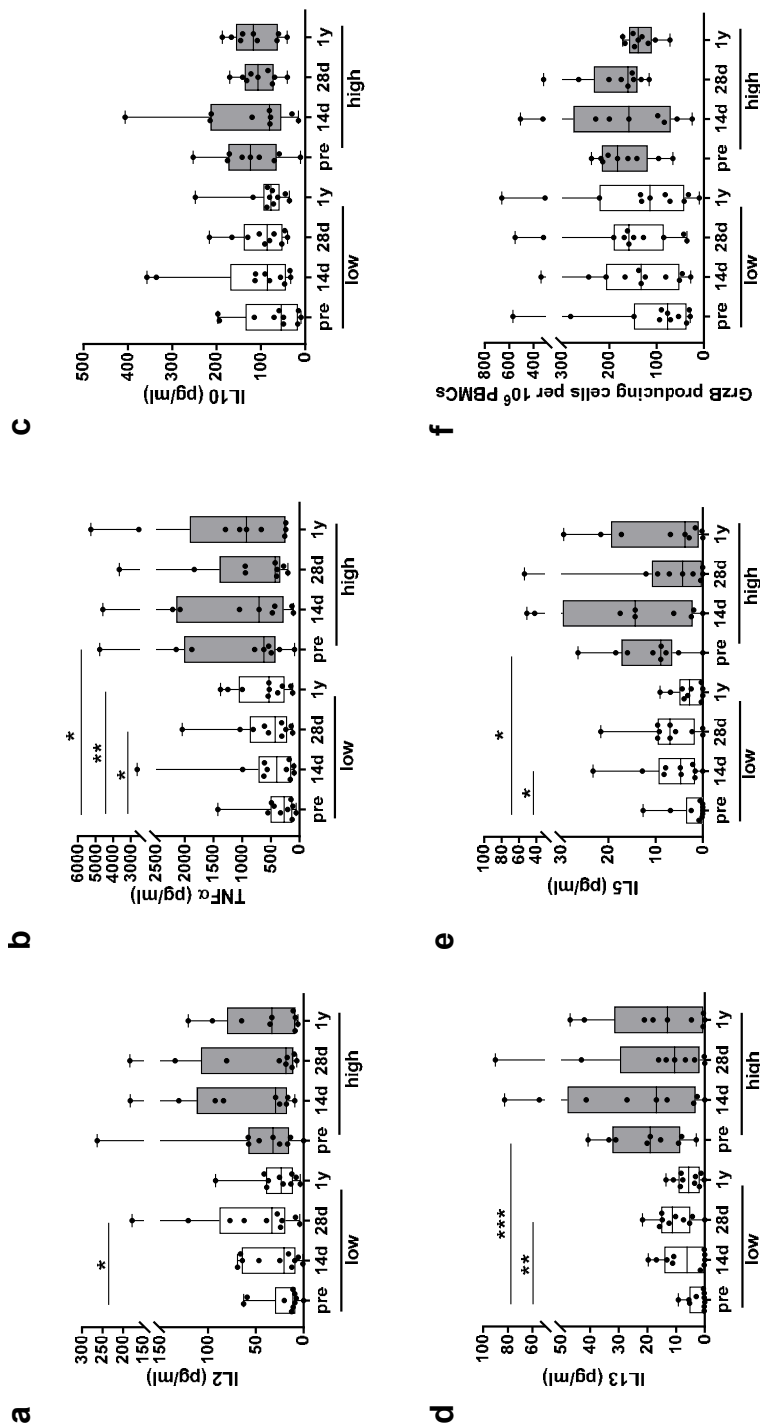 a
IL2 (pg/ml)
300
250
200
150
150
100
50
0
*
pre 14d 28d 1y pre 14d 28d 1y
low high
b
TNFα (pg/ml)
6000
5000
4000
3000
2500
2000
1500
1000
500
0
*
**
*
pre 14d 28d 1y pre 14d 28d 1y
low high
c
IL10 (pg/ml)
500
400
300
200
100
0
pre 14d 28d 1y pre 14d 28d 1y
low high
d
IL13 (pg/ml)
100
80
60
50
40
30
20
10
0
***
**
pre 14d 28d 1y pre 14d 28d 1y
low high
e
IL5 (pg/ml)
100
80
60
40
30
20
10
0
*
*
pre 14d 28d 1y pre 14d 28d 1y
low high
f
GrzB producing cells per 10⁶ PBMCs
800
600
400
300
200
100
0
pre 14d 28d 1y pre 14d 28d 1y
low high